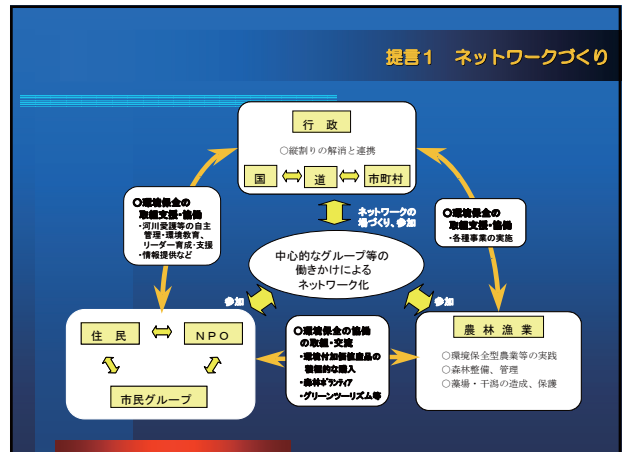 提言1 ネットワークづくり
行 政
○縦割りの解消と連携
国
道
市町村
○環境保全の
取組支援・協働
・河川愛護等の自主
管理・環境教育、
リーダー育成・支援
・情報提供など
ネットワークの
場づくり、参加
○環境保全の
取組支援・協働
・各種事業の実施
中心的なグループ等の
働きかけによる
ネットワーク化
参加
参加
住 民
NPO
市民グループ
○環境保全の協働
の取組・交流
・環境付加価値産品の
積極的な購入
・森林ボランティア
・グリーンツーリズム等
農 林 漁 業
○環境保全型農業等の実践
○森林整備、管理
○藻場・干潟の造成、保護